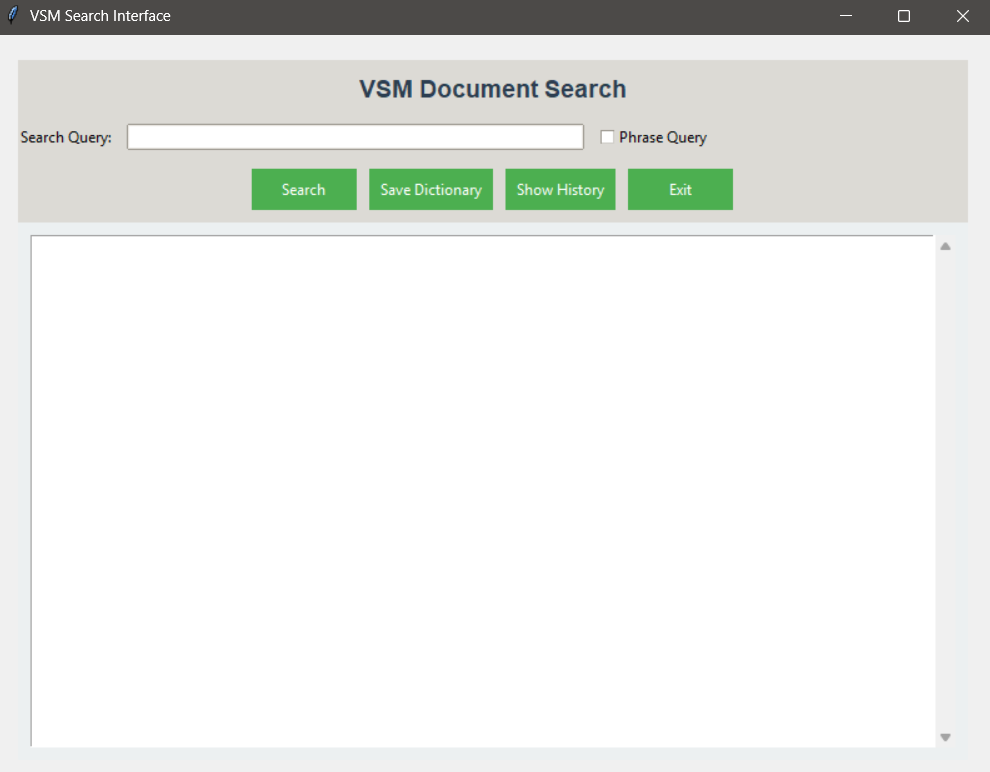 VSM Search Interface
VSM Document Search
Search Query: Phrase Query
Search Save Dictionary Show History Exit